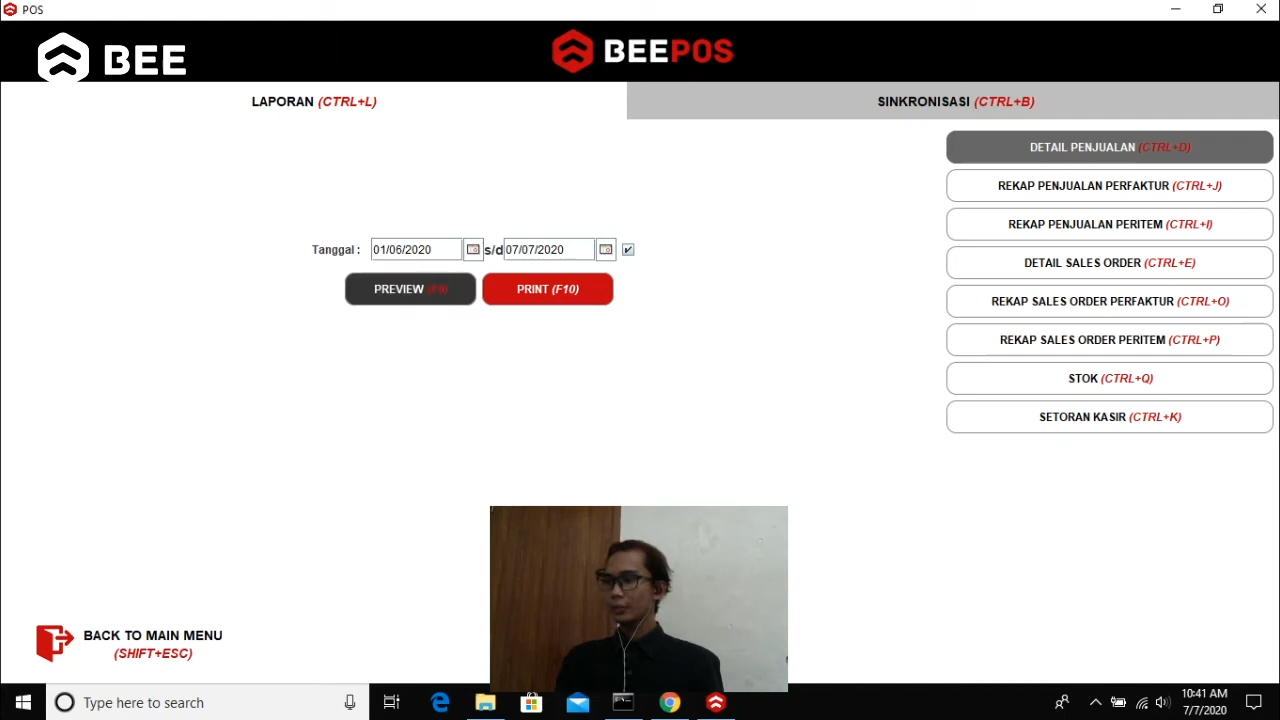 POS
BEE
BEEPOS
LAPORAN (CTRL+L)
SINKRONISASI (CTRL+B)
DETAIL PENJUALAN (CTRL+D)
REKAP PENJUALAN PERFAKTUR (CTRL+J)
REKAP PENJUALAN PERITEM (CTRL+I)
Tanggal : 01/06/2020 s/d 07/07/2020
DETAIL SALES ORDER (CTRL+E)
PREVIEW (F9) PRINT (F10)
REKAP SALES ORDER PERFAKTUR (CTRL+O)
REKAP SALES ORDER PERITEM (CTRL+P)
STOK (CTRL+Q)
SETORAN KASIR (CTRL+K)
BACK TO MAIN MENU
(SHIFT+ESC)
Type here to search
10:41 AM
7/7/2020